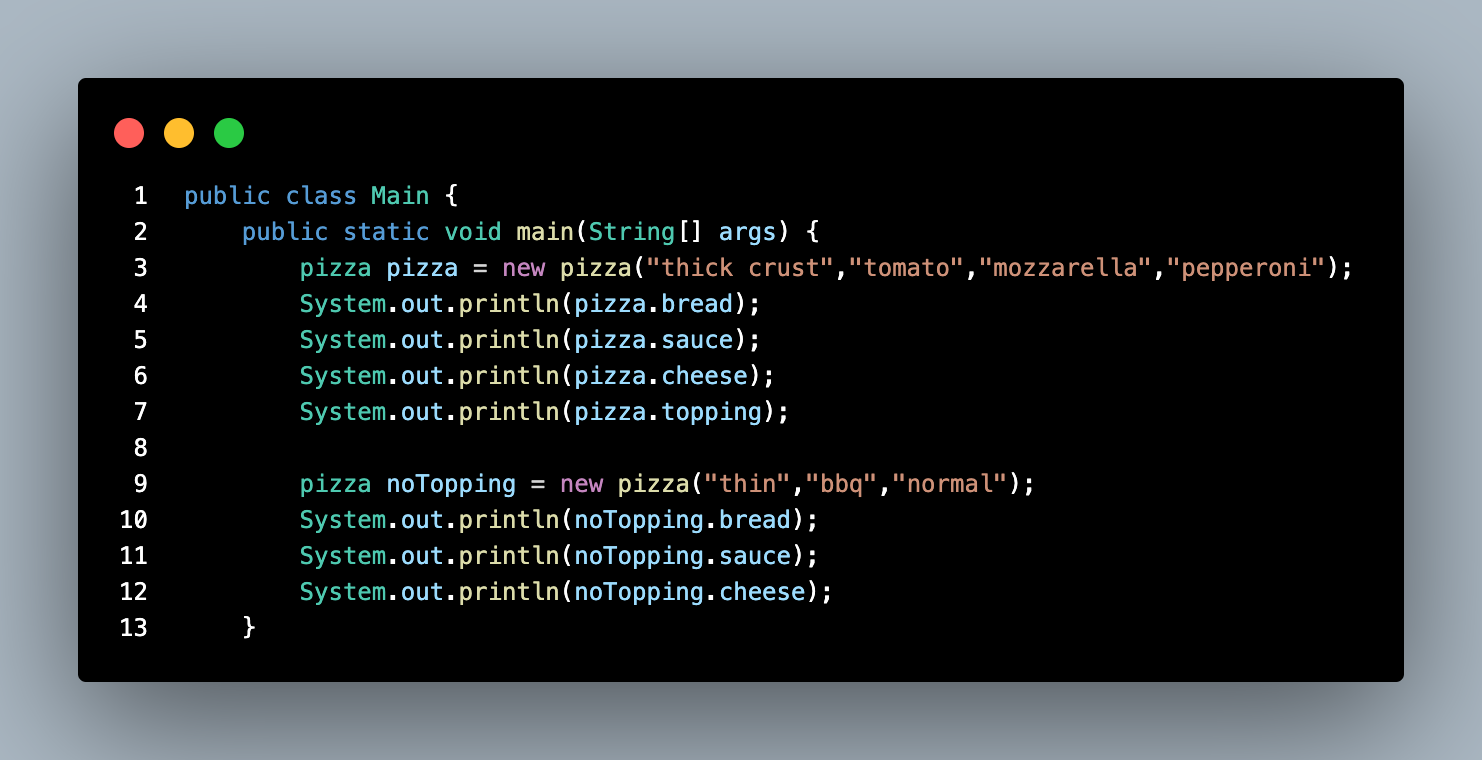 1 public class Main {
2     public static void main(String[] args) {
3         pizza pizza = new pizza("thick crust","tomato","mozzarella","pepperoni");
4         System.out.println(pizza.bread);
5         System.out.println(pizza.sauce);
6         System.out.println(pizza.cheese);
7         System.out.println(pizza.topping);
8
9         pizza noTopping = new pizza("thin","bbq","normal");
10         System.out.println(noTopping.bread);
11         System.out.println(noTopping.sauce);
12         System.out.println(noTopping.cheese);
13     }